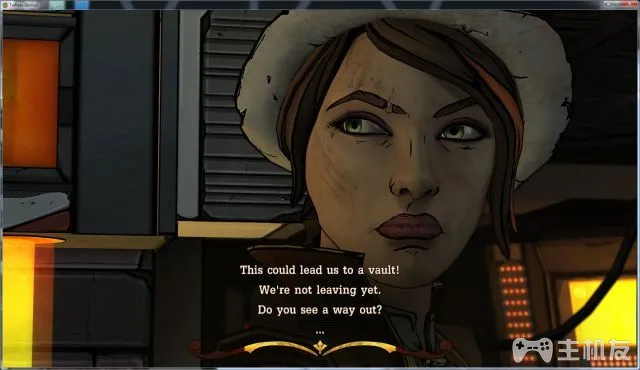 Telltale Games
This could lead us to a vault!
We're not leaving yet.
Do you see a way out?
...
主机友